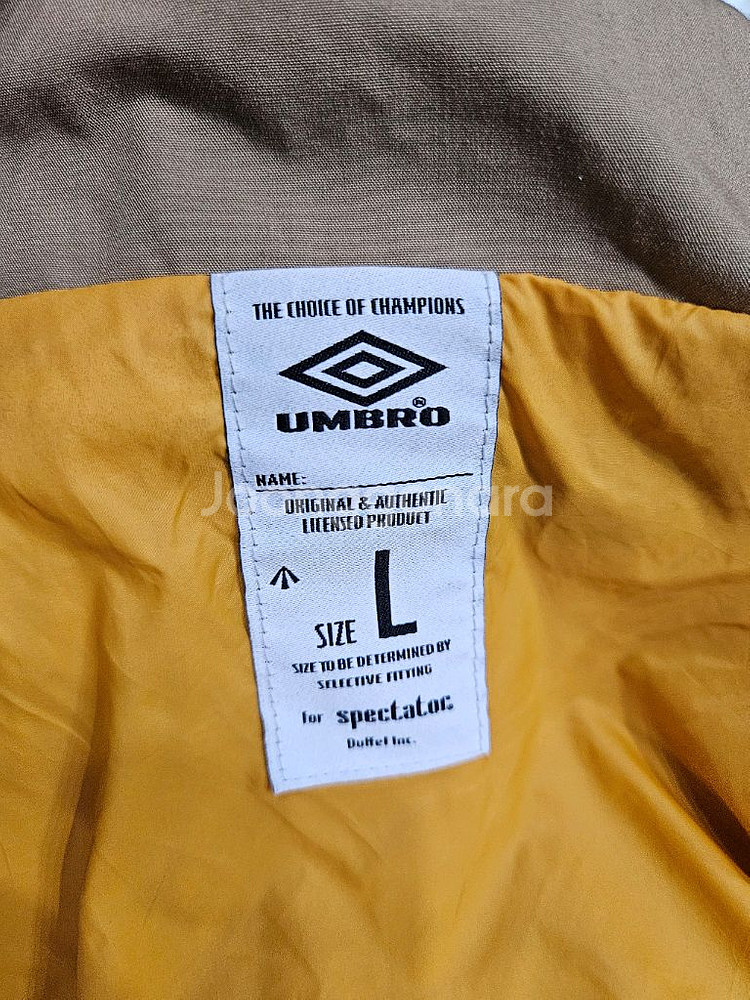 THE CHOICE OF CHAMPIONS
UMBRO®
NAME:
ORIGINAL & AUTHENTIC
LICENSED PRODUCT
SIZE L
SIZE TO BE DETERMINED BY
SELECTIVE FITTING
for spectator
Duffel Inc.